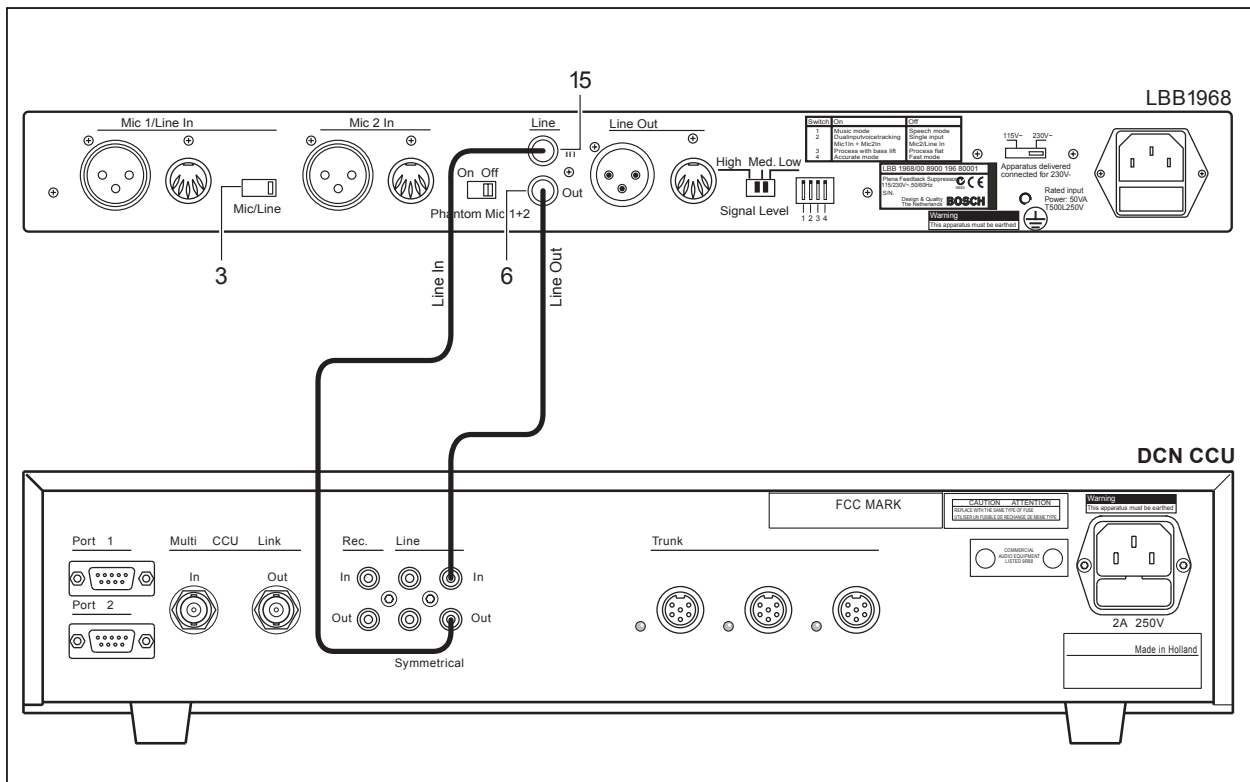 15
LBB1968
Mic 1/Line In
Mic 2 In
Line
Line Out
In
On Off
Out
Mic/Line
Phantom Mic 1+2
High Med. Low
Signal Level
Switch On Off
1 Music mode Speech mode
2 Dualinputvoicetracking Single input
Mic1In + Mic2In Mic2/Line In
3 Process with bass lift Process flat
4 Accurate mode Fast mode
1 2 3 4
LBB 1968/00 8900 196 80001
Plena Feedback Suppressor
115/230V~,50/60Hz
S/N.
Design & Quality
The Netherlands
BOSCH
Warning
This apparatus must be earthed
115V~ 230V~
Apparatus delivered
connected for 230V-
Rated input
Power: 50VA
T500L250V
3
6
Line In
Line Out
DCN CCU
FCC MARK
CAUTION ATTENTION
REPLACE WITH THE SAME TYPE OF FUSE
UTILISER UN FUSIBLE DE RECHANGE DE MEME TYPE
Warning
This apparatus must be earthed
COMMERCIAL
AUDIO EQUIPMENT
Port 1
Multi CCU Link
Rec.
Line
Trunk
In
Out
In
In
Port 2
Out
Out
Symmetrical
2A 250V
Made in Holland